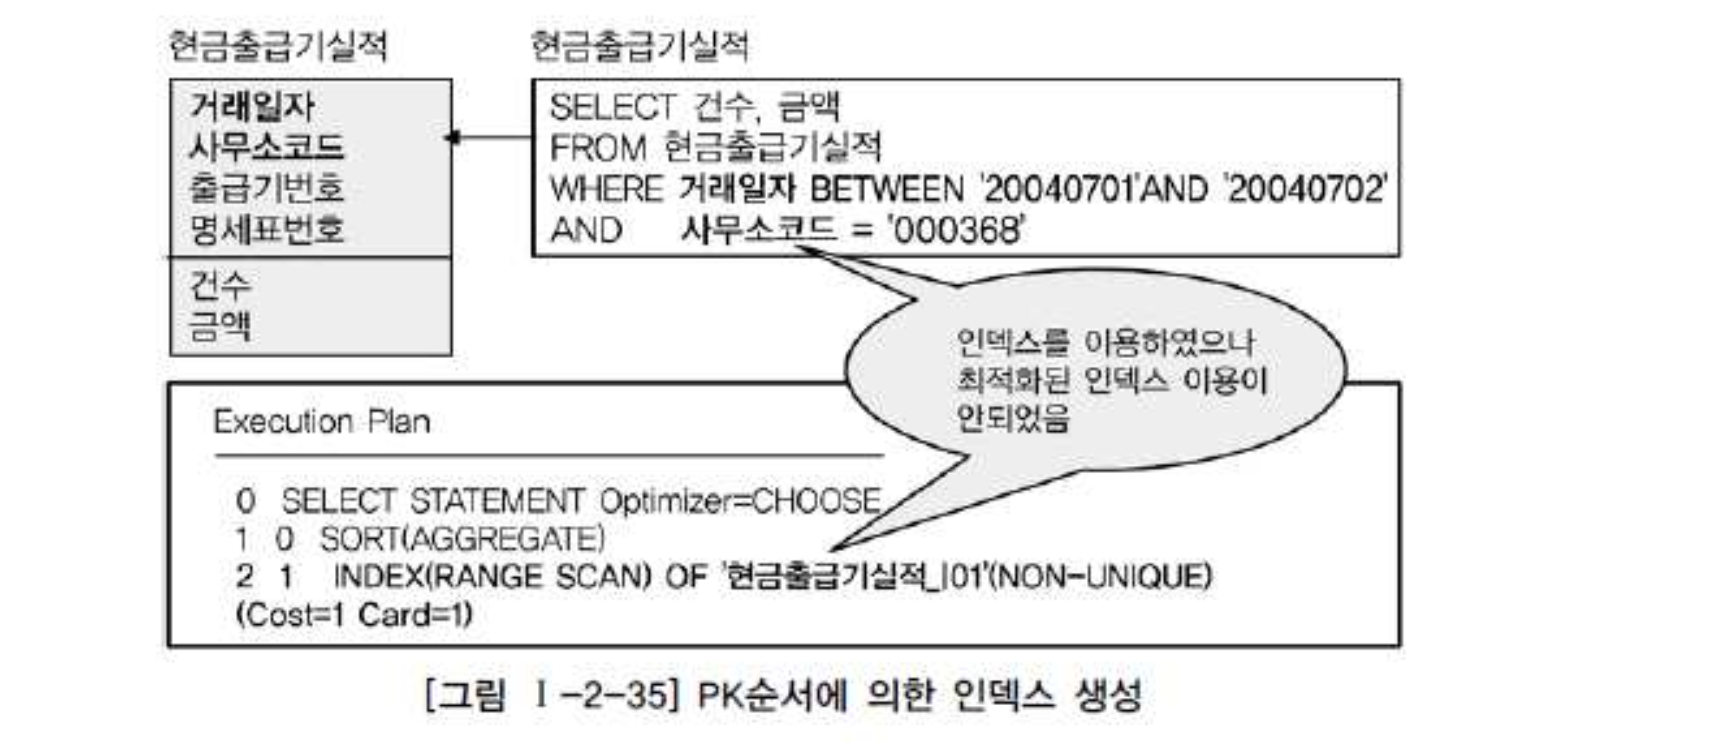 현금출급기실적
거래일자
사무소코드
출급기번호
명세표번호
건수
금액
현금출급기실적
SELECT 건수, 금액
FROM 현금출급기실적
WHERE 거래일자 BETWEEN '20040701'AND '20040702'
AND 사무소코드 = '000368'
인덱스를 이용하였으나
최적화된 인덱스 이용이
안되었음
Execution Plan
0 SELECT STATEMENT Optimizer=CHOOSE
1 0 SORT(AGGREGATE)
2 1 INDEX(RANGE SCAN) OF '현금출급기실적_I01'(NON-UNIQUE)
(Cost=1 Card=1)
[그림 Ⅰ-2-35] PK순서에 의한 인덱스 생성